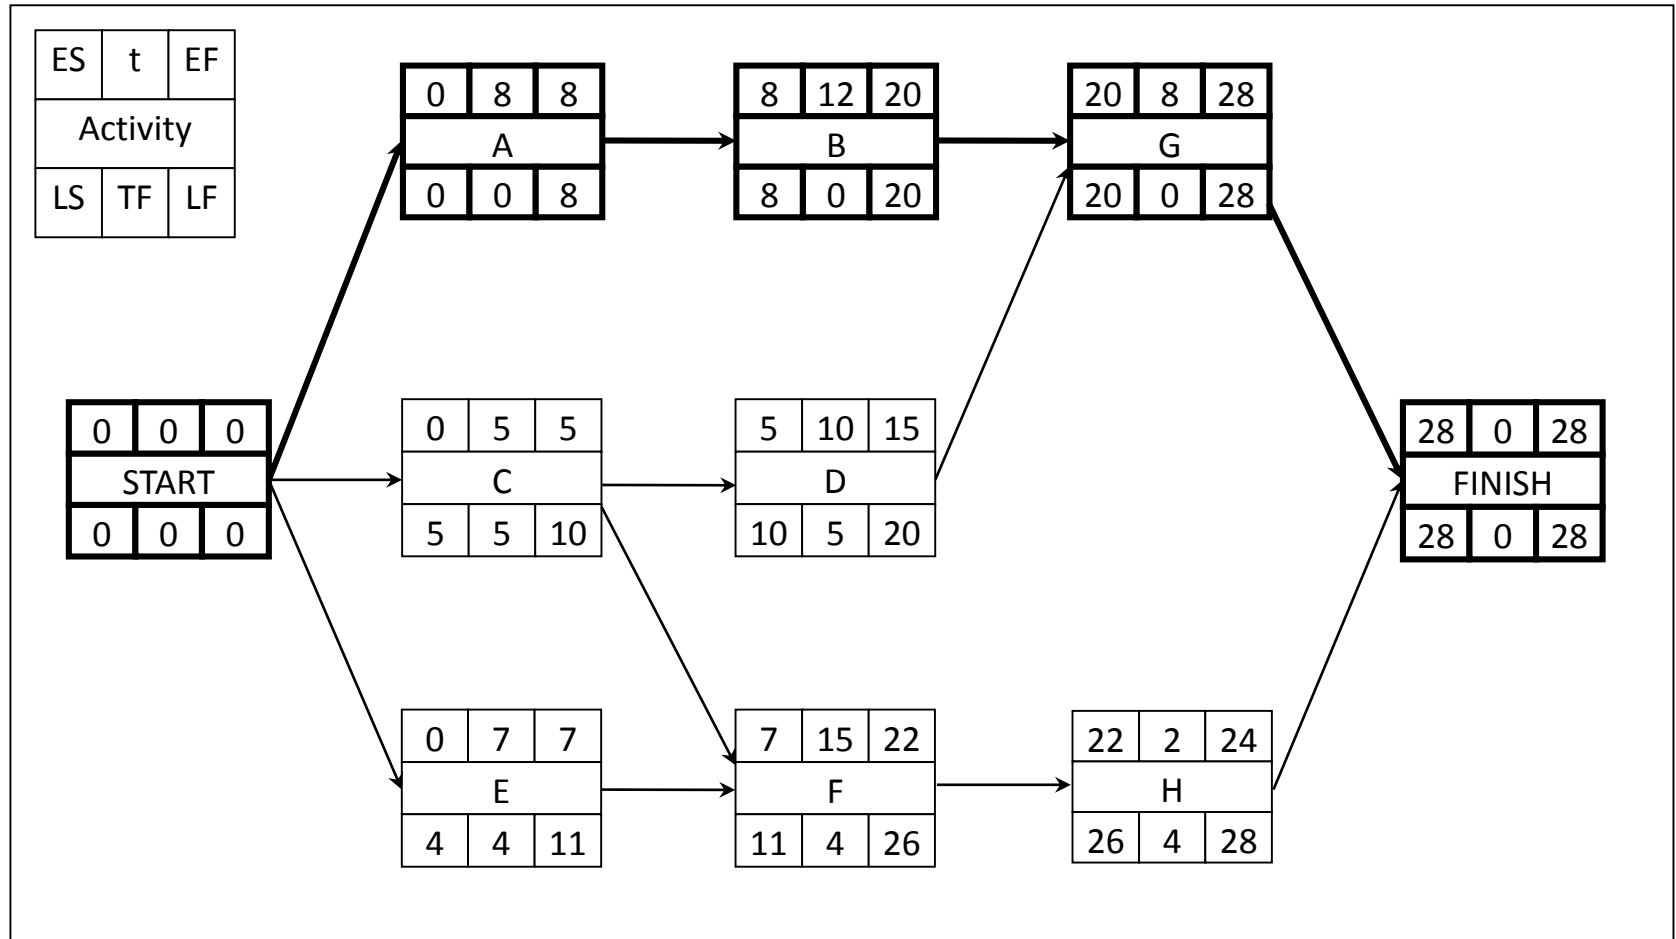 ES t EF
Activity
LS TF LF
0 8 8
A
0 0 8
8 12 20
B
8 0 20
20 8 28
G
20 0 28
0 0 0
START
0 0 0
0 5 5
C
5 5 10
5 10 15
D
10 5 20
28 0 28
FINISH
28 0 28
0 7 7
E
4 4 11
7 15 22
F
11 4 26
22 2 24
H
26 4 28